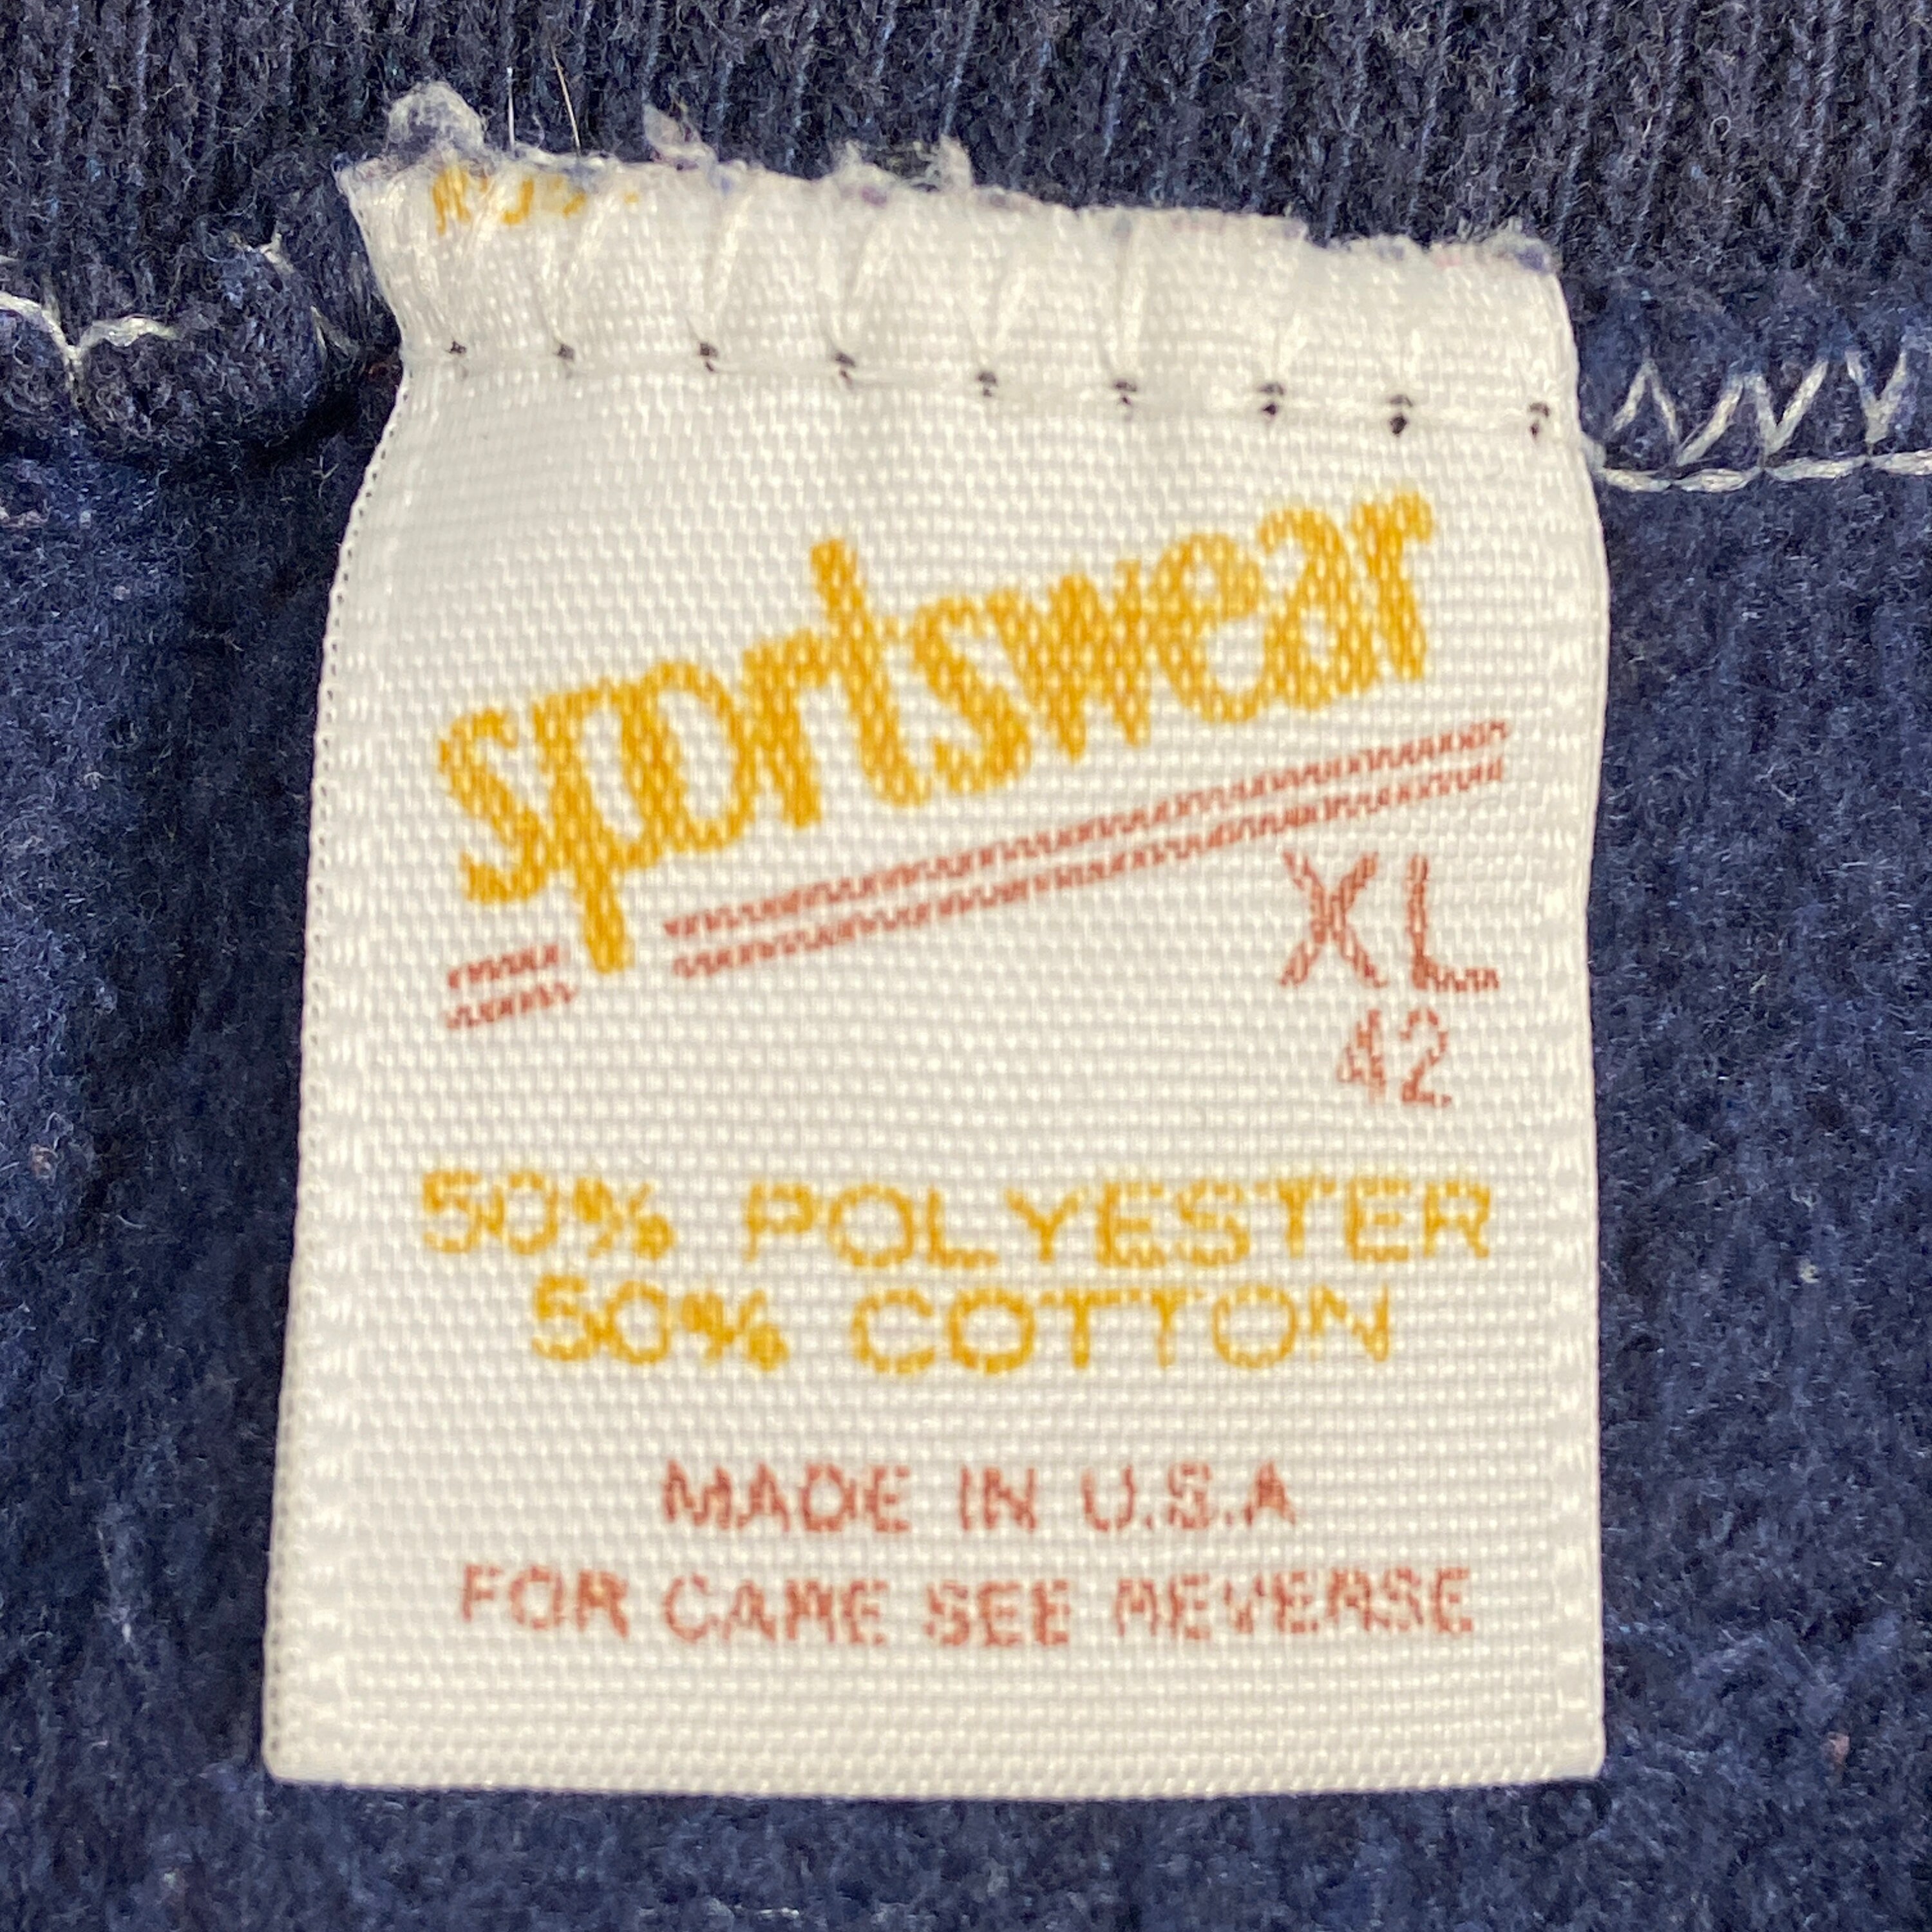 sportswear
XL
42
50% POLYESTER
50% COTTON
MADE IN U.S.A
FOR CARE SEE REVERSE